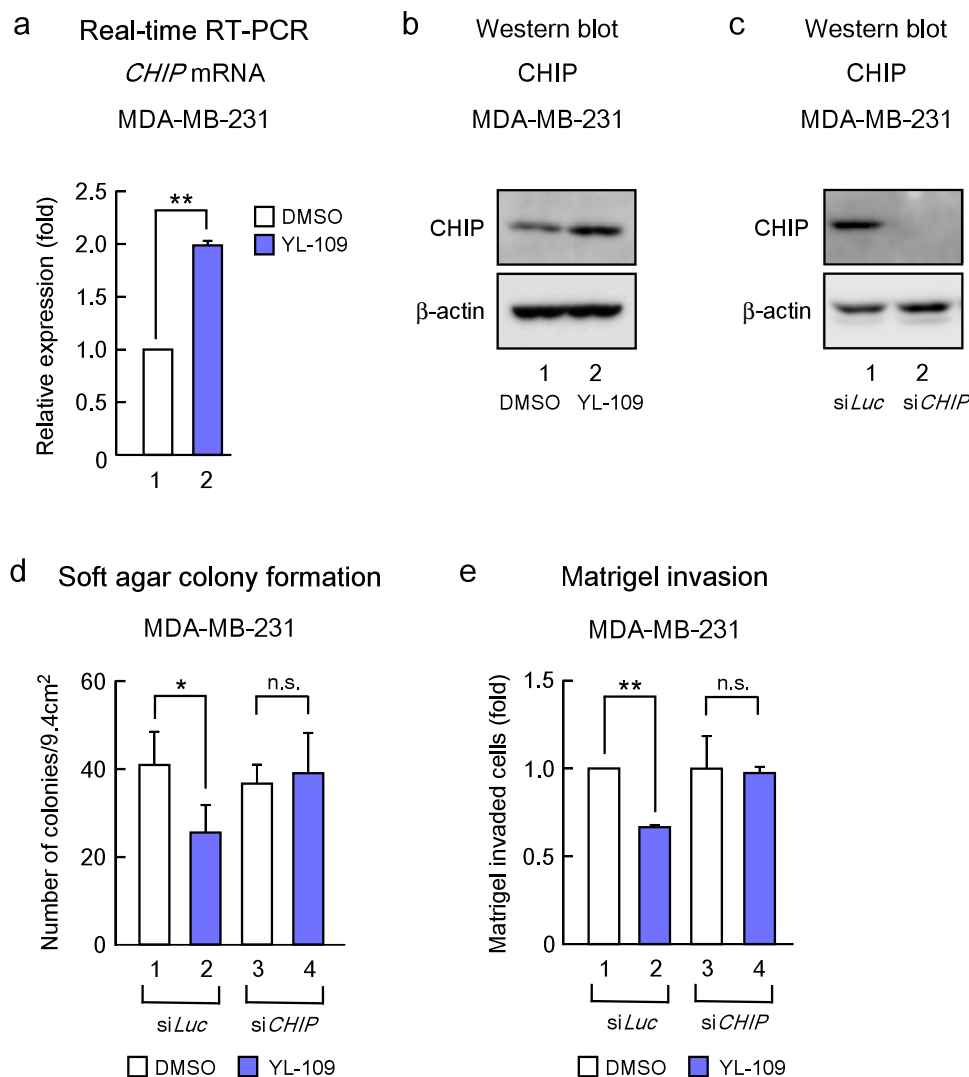 a Real-time RT-PCR
CHIP mRNA
MDA-MB-231
Relative expression (fold)
2.5
2.0
1.5
1.0
0.5
0
**
DMSO
YL-109
1 2
b Western blot
CHIP
MDA-MB-231
CHIP
β-actin
1 2
DMSO YL-109
c Western blot
CHIP
MDA-MB-231
CHIP
β-actin
1 2
siLuc siCHIP
d Soft agar colony formation
MDA-MB-231
Number of colonies/9.4cm²
60
40
20
0
* n.s.
1 2 3 4
siLuc siCHIP
DMSO YL-109
e Matrigel invasion
MDA-MB-231
Matrigel invaded cells (fold)
1.5
1.0
0.5
0
** n.s.
1 2 3 4
siLuc siCHIP
DMSO YL-109